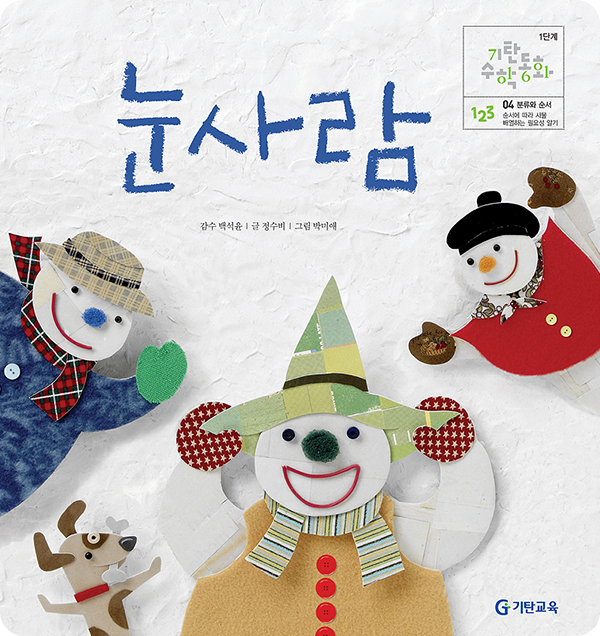 1단계
기탄
수학동화
123
04 분류와 순서
순서에 따라 사물
배열하는 필요성 알기
눈사람
감수 백석윤 | 글 정수비 | 그림 박미애
기탄교육